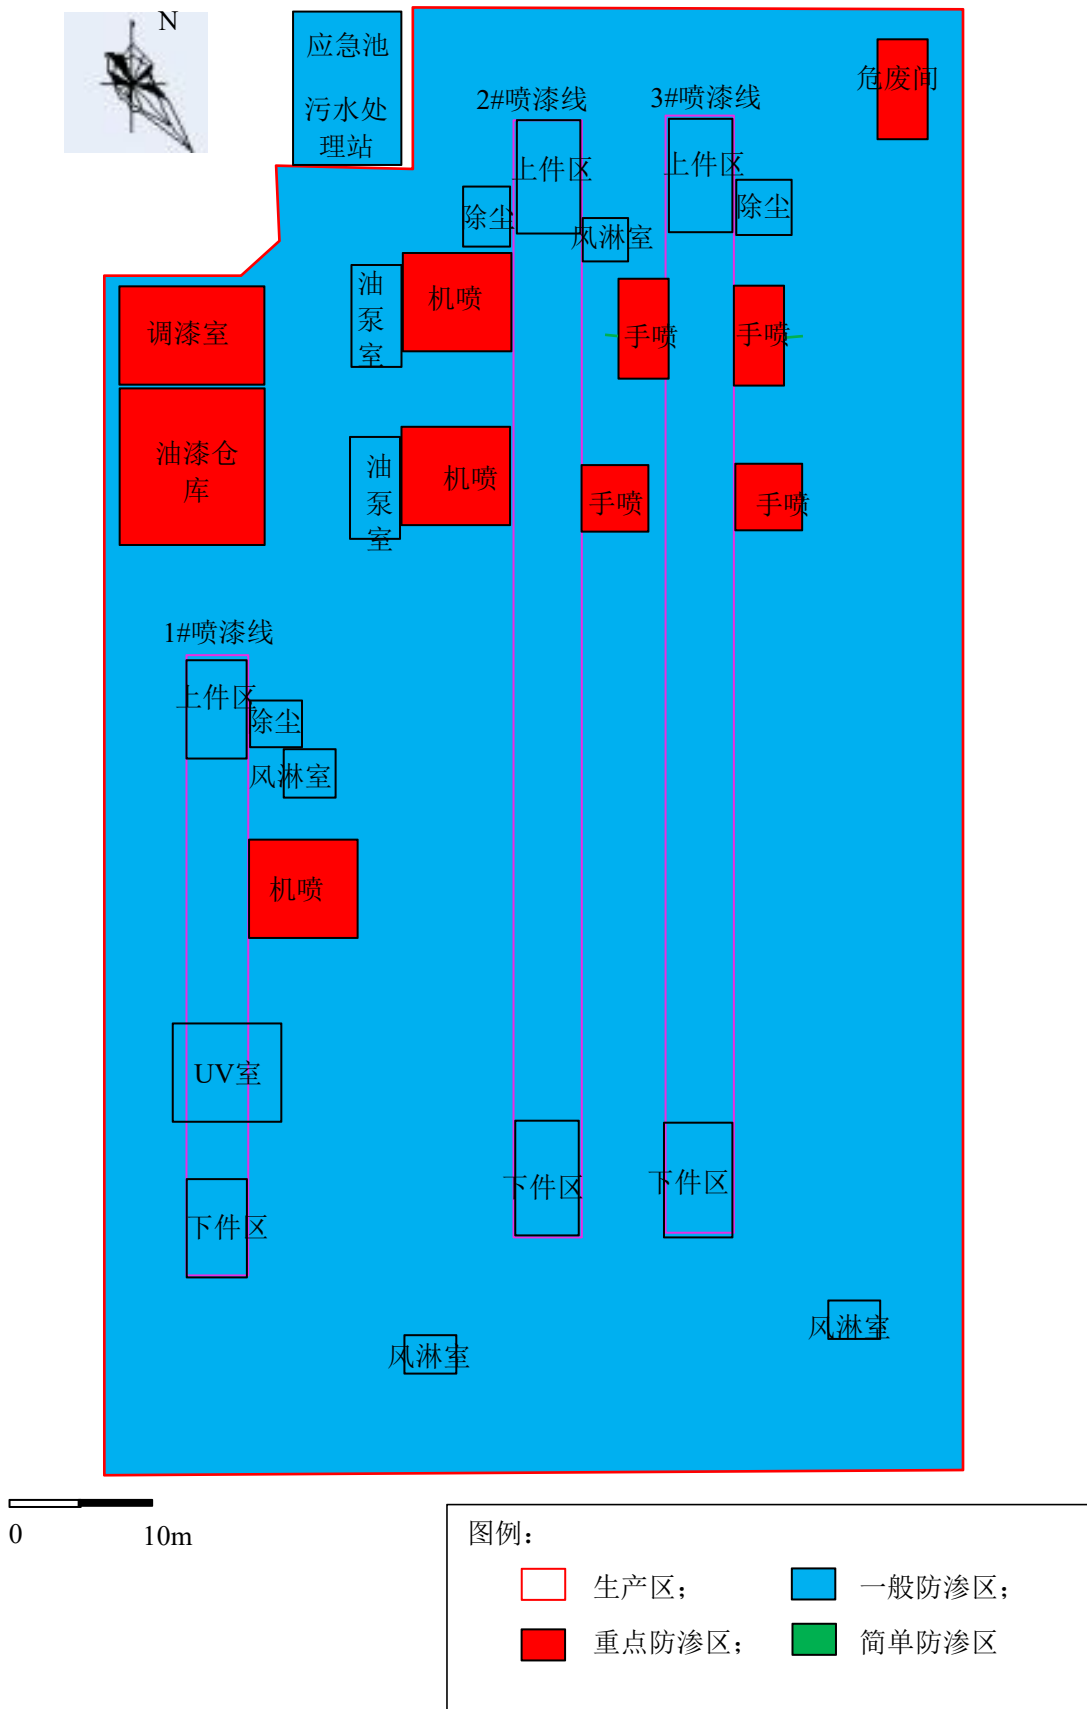 N
应急池
污水处
理站
危废间
2#喷漆线
3#喷漆线
上件区
上件区
除尘
除尘
风淋室
油
泵
室
机喷
手喷
手喷
调漆室
油漆仓
库
油
泵
室
机喷
手喷
手喷
1#喷漆线
上件区
除尘
风淋室
机喷
UV室
下件区
下件区
下件区
风淋室
风淋室
0
10m
图例：
生产区；
一般防渗区；
重点防渗区；
简单防渗区